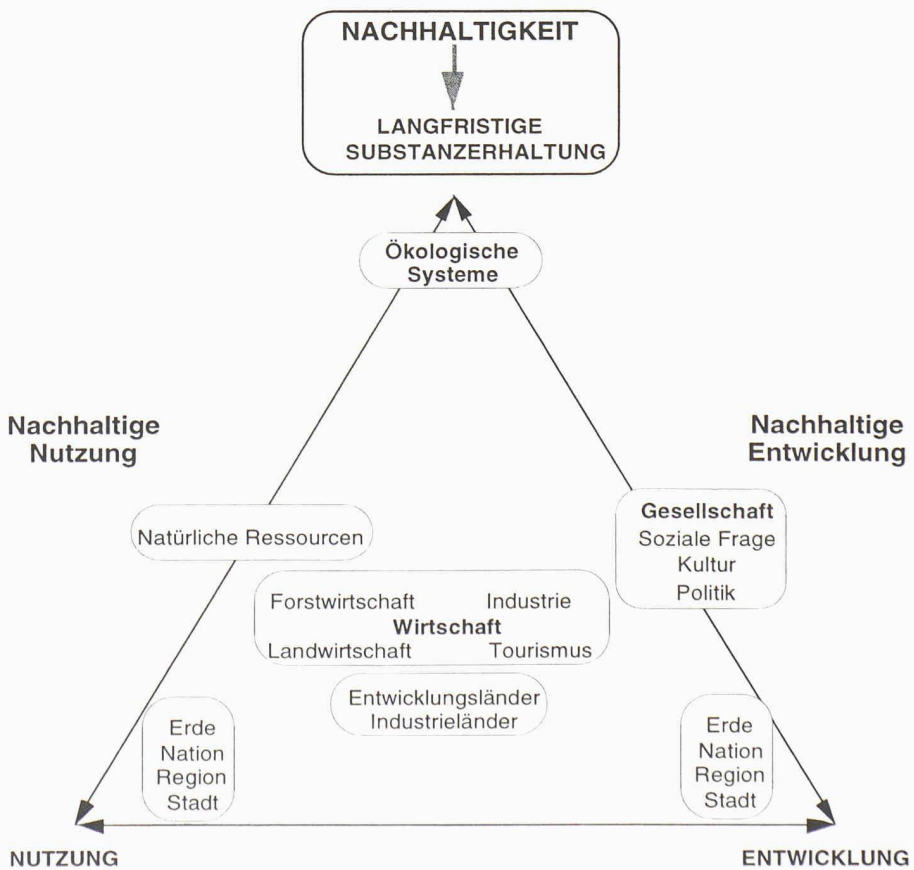 NACHHALTIGKEIT
LANGFRISTIGE
SUBSTANZERHALTUNG
Ökologische
Systeme
Nachhaltige
Nutzung
Nachhaltige
Entwicklung
Natürliche Ressourcen
Gesellschaft
Soziale Frage
Kultur
Politik
Forstwirtschaft Industrie
Wirtschaft
Landwirtschaft Tourismus
Entwicklungsländer
Industrieländer
Erde
Nation
Region
Stadt
Erde
Nation
Region
Stadt
NUTZUNG
ENTWICKLUNG